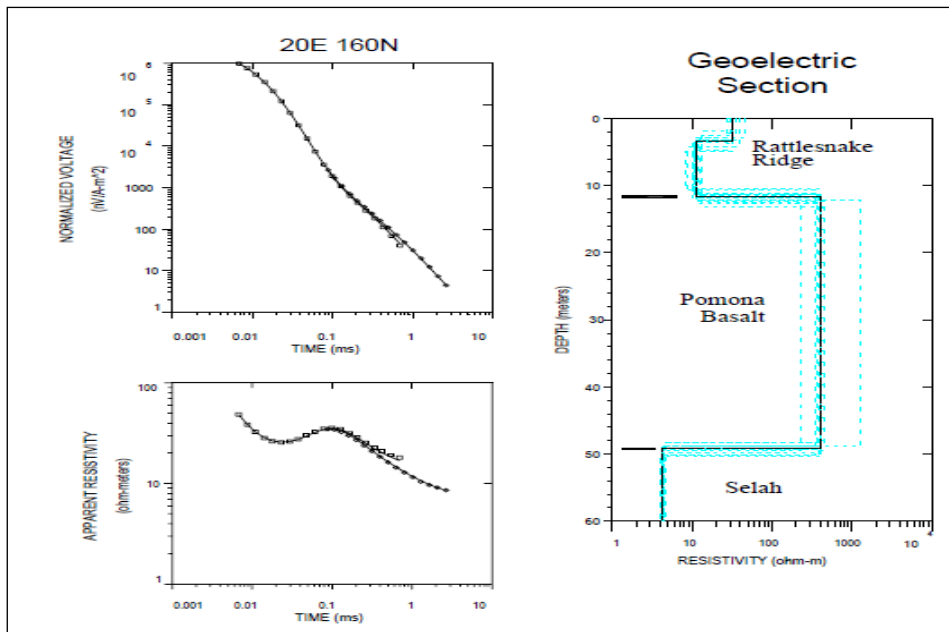 20E 160N
10 6
10 5
10 4
1000
100
10
1
NORMALIZED VOLTAGE
(nV/A-m^2)
0.001 0.01 0.1 1 10
TIME (ms)
100
10
1
APPARENT RESISTIVITY
(ohm-meters)
0.001 0.01 0.1 1 10
TIME (ms)
Geoelectric
Section
0
10
20
30
40
50
60
DEPTH (meters)
Rattlesnake
Ridge
Pomona
Basalt
Selah
1 10 100 1000 10 4
RESISTIVITY (ohm-m)